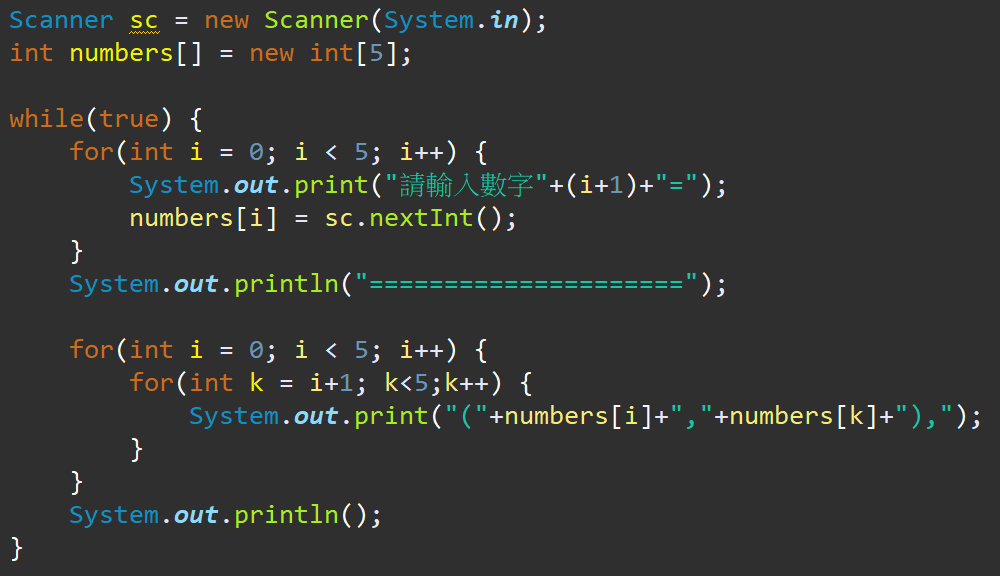 Scanner sc = new Scanner(System.in);
int numbers[] = new int[5];
while(true) {
for(int i = 0; i < 5; i++) {
System.out.print("請輸入數字"+(i+1)+"=");
numbers[i] = sc.nextInt();
}
System.out.println("=====================");
for(int i = 0; i < 5; i++) {
for(int k = i+1; k<5;k++) {
System.out.print("("+numbers[i]+","+numbers[k]+"),");
}
}
System.out.println();
}